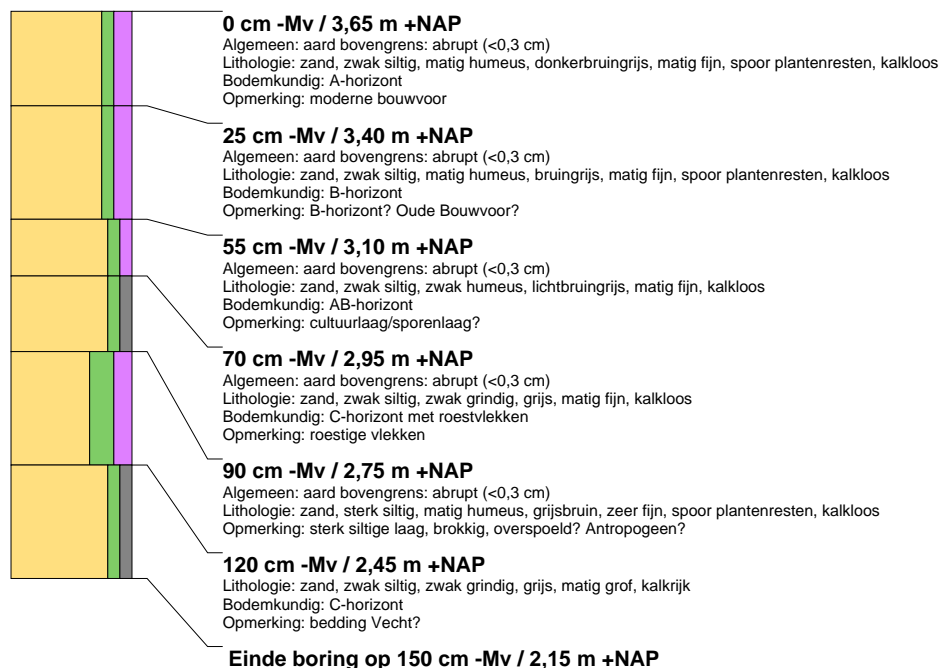 0 cm -Mv / 3,65 m +NAP
Algemeen: aard bovengrens: abrupt (<0,3 cm)
Lithologie: zand, zwak siltig, matig humeus, donkerbruingrijs, matig fijn, spoor plantenresten, kalkloos
Bodemkundig: A-horizont
Opmerking: moderne bouwvoor
25 cm -Mv / 3,40 m +NAP
Algemeen: aard bovengrens: abrupt (<0,3 cm)
Lithologie: zand, zwak siltig, matig humeus, bruingrijs, matig fijn, spoor plantenresten, kalkloos
Bodemkundig: B-horizont
Opmerking: B-horizont? Oude Bouwvoor?
55 cm -Mv / 3,10 m +NAP
Algemeen: aard bovengrens: abrupt (<0,3 cm)
Lithologie: zand, zwak siltig, zwak humeus, lichtbruingrijs, matig fijn, kalkloos
Bodemkundig: AB-horizont
Opmerking: cultuurlaag/sporenlaag?
70 cm -Mv / 2,95 m +NAP
Algemeen: aard bovengrens: abrupt (<0,3 cm)
Lithologie: zand, zwak siltig, zwak grindig, grijs, matig fijn, kalkloos
Bodemkundig: C-horizont met roestvlekken
Opmerking: roestige vlekken
90 cm -Mv / 2,75 m +NAP
Algemeen: aard bovengrens: abrupt (<0,3 cm)
Lithologie: zand, sterk siltig, matig humeus, grijsbruin, zeer fijn, spoor plantenresten, kalkloos
Opmerking: sterk siltige laag, brokkig, overspoeld? Antropogeen?
120 cm -Mv / 2,45 m +NAP
Lithologie: zand, zwak siltig, zwak grindig, grijs, matig grof, kalkrijk
Bodemkundig: C-horizont
Opmerking: bedding Vecht?
Einde boring op 150 cm -Mv / 2,15 m +NAP